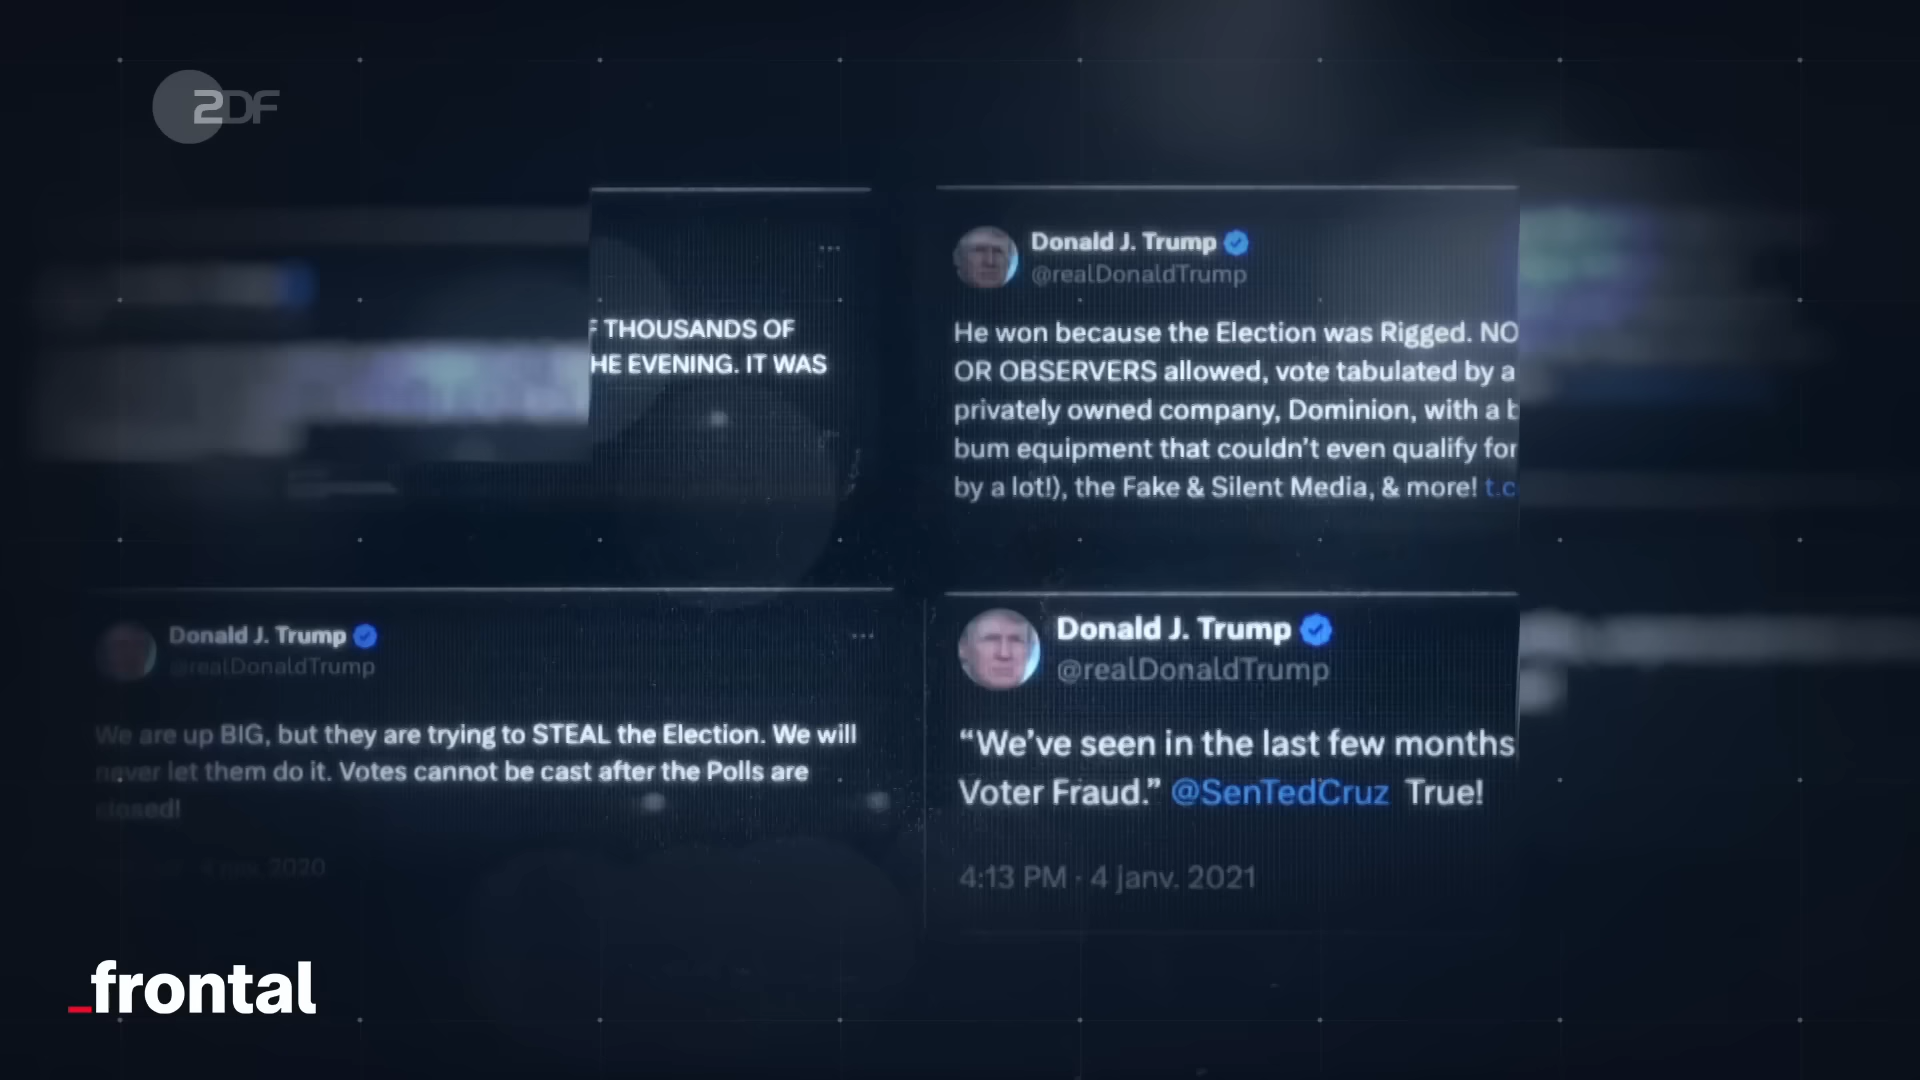 ZDF
THOUSANDS OF
HE EVENING. IT WAS
Donald J. Trump
@realDonaldTrump
He won because the Election was Rigged. NO
OR OBSERVERS allowed, vote tabulated by a
privately owned company, Dominion, with a b
bum equipment that couldn't even qualify for
by a lot!), the Fake & Silent Media, & more! t.c
Donald J. Trump
@realDonaldTrump
We are up BIG, but they are trying to STEAL the Election. We will
never let them do it. Votes cannot be cast after the Polls are
closed!
2020
Donald J. Trump
@realDonaldTrump
“We’ve seen in the last few months
Voter Fraud.” @SenTedCruz True!
4:13 PM · 4 janv. 2021
_frontal